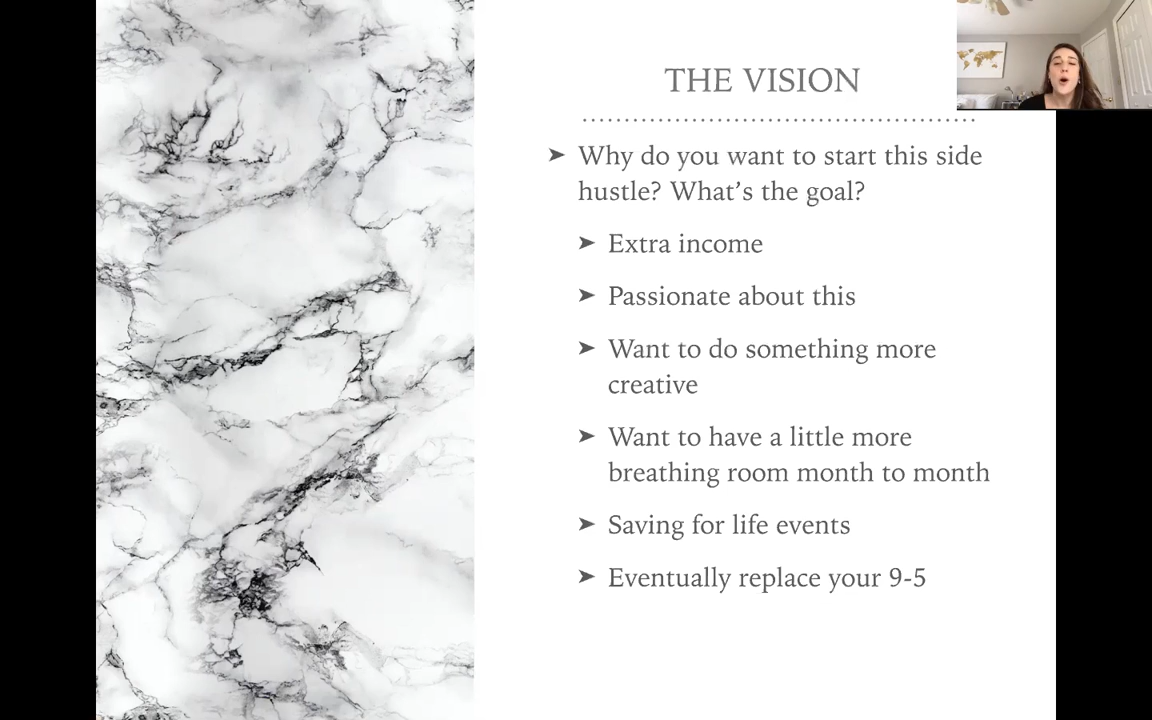 THE VISION
➤ Why do you want to start this side
hustle? What’s the goal?
➤ Extra income
➤ Passionate about this
➤ Want to do something more
creative
➤ Want to have a little more
breathing room month to month
➤ Saving for life events
➤ Eventually replace your 9-5